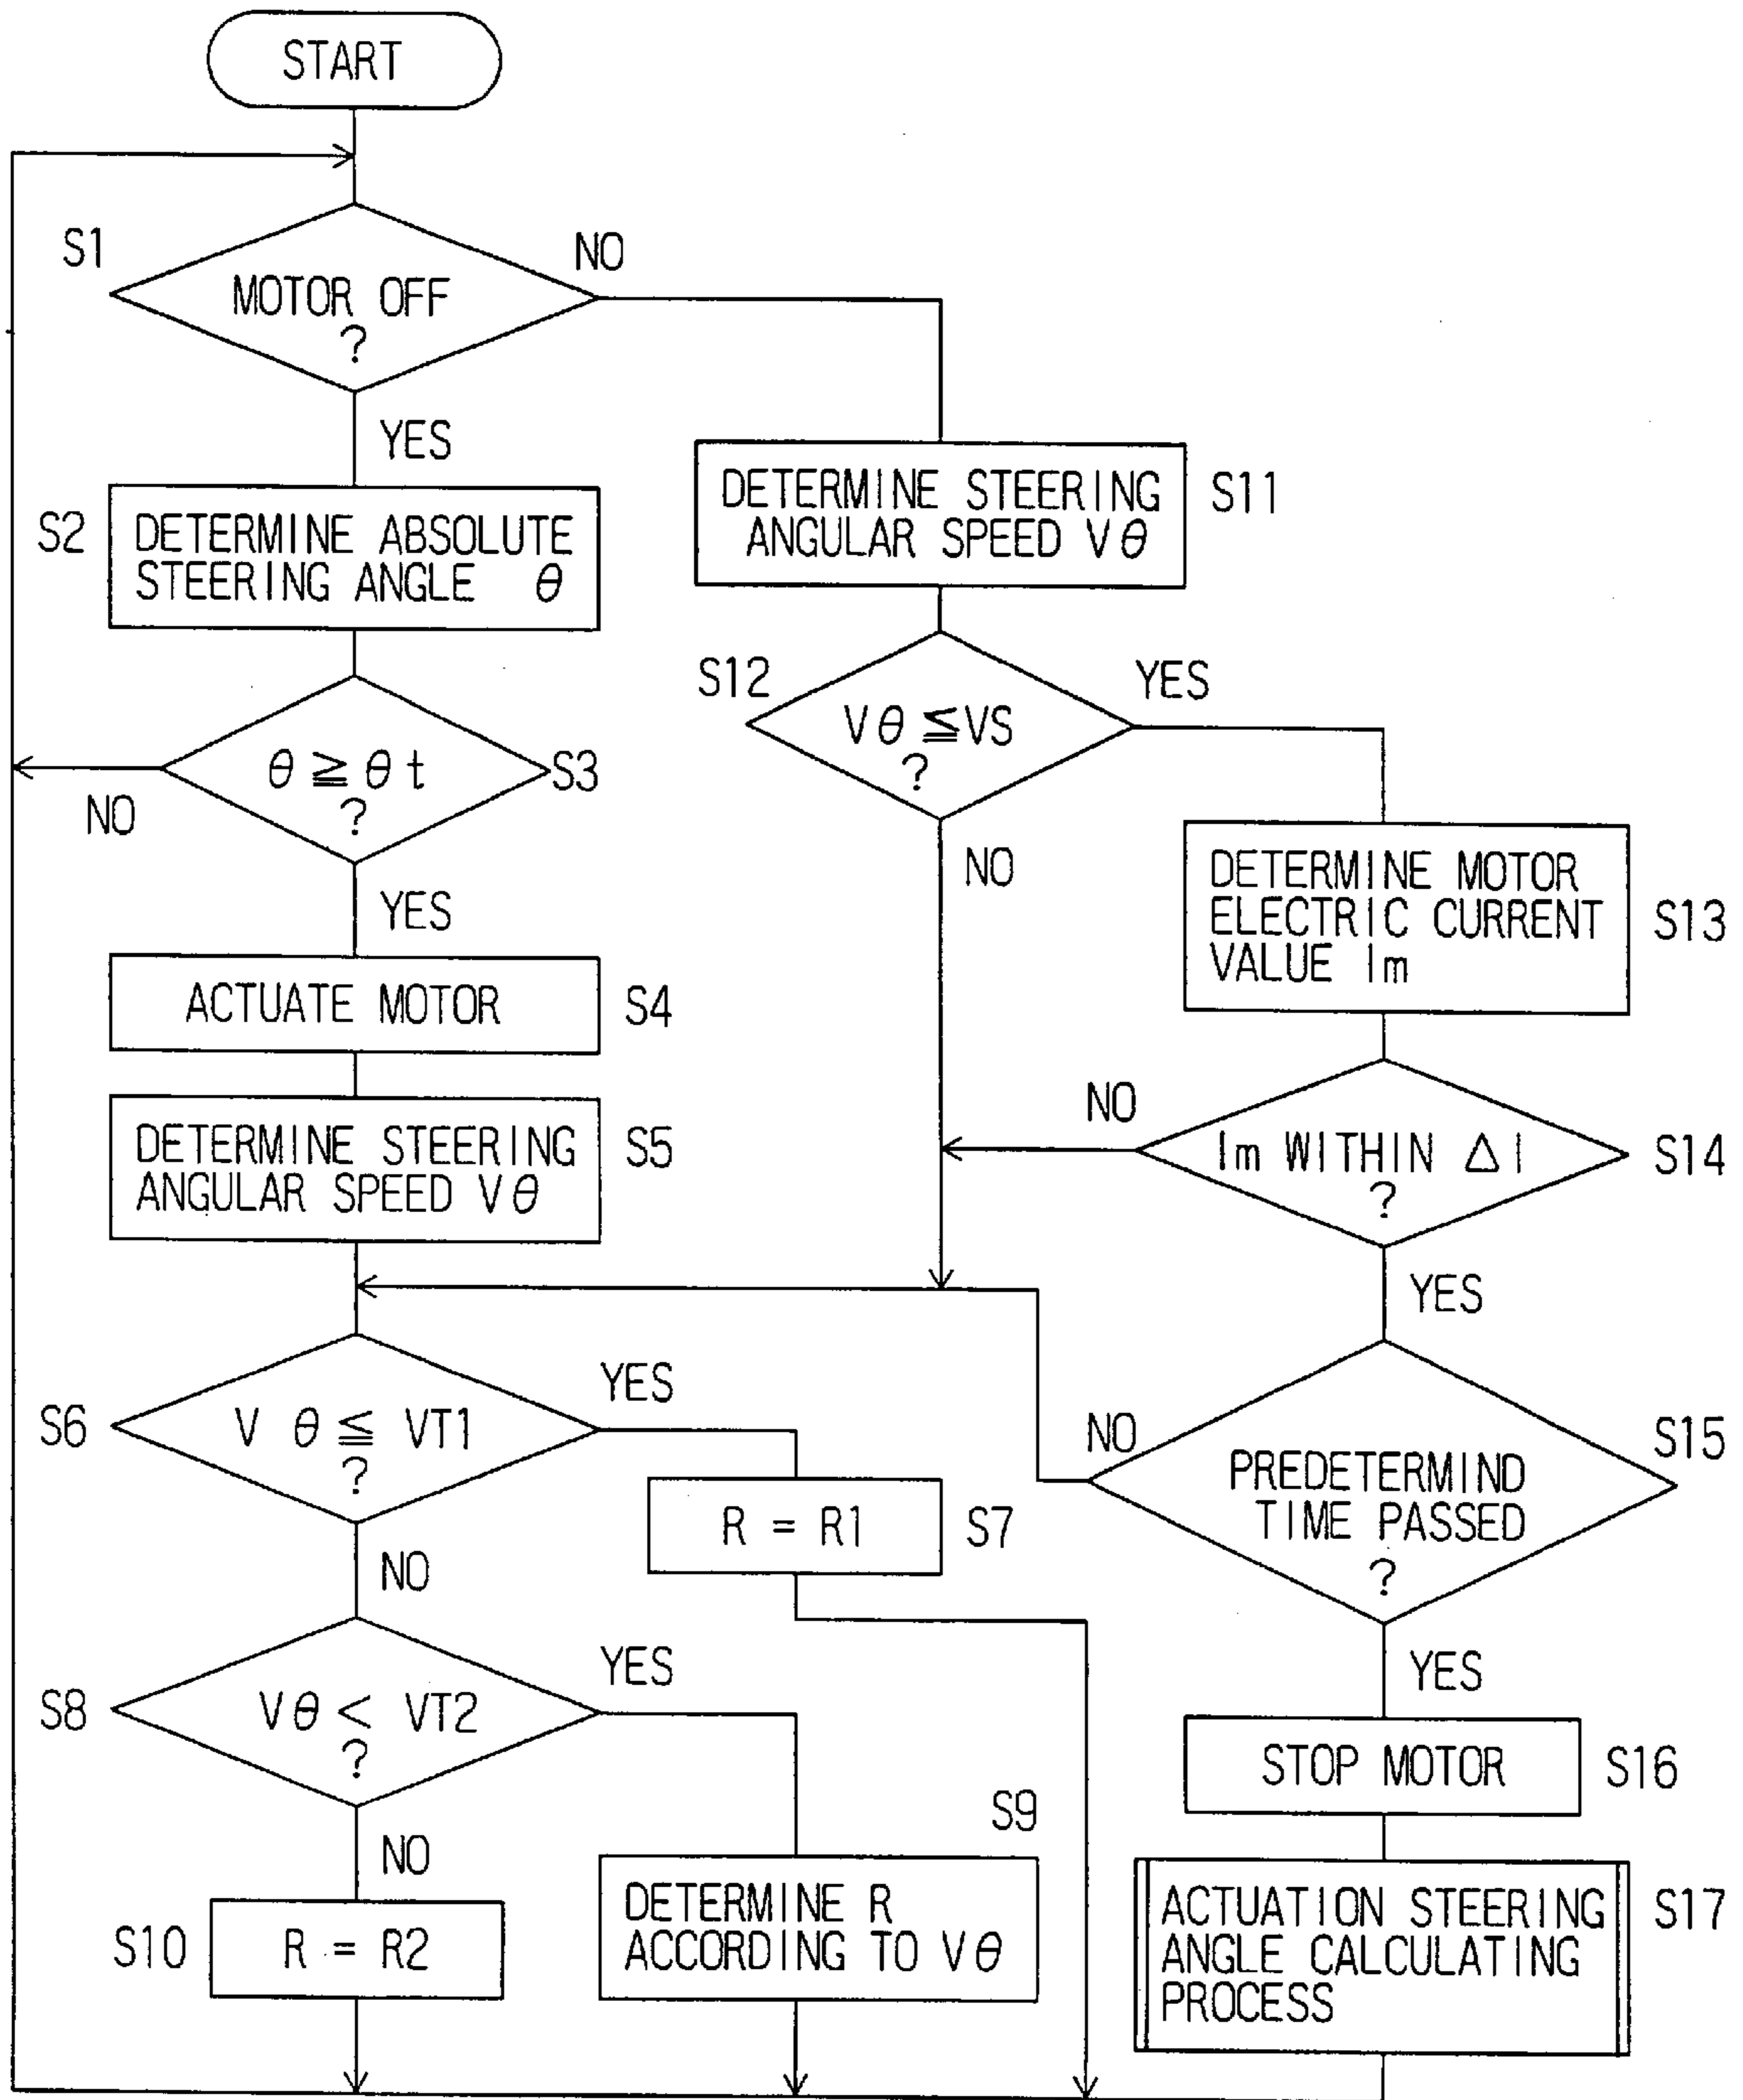 START
S1
MOTOR OFF
?
NO
YES
S2
DETERMINE ABSOLUTE
STEERING ANGLE θ
S3
θ ≧ θt
?
NO
YES
ACTUATE MOTOR
S4
DETERMINE STEERING
ANGULAR SPEED Vθ
S5
S6
V θ ≦ VT1
?
YES
NO
R = R1
S7
S8
Vθ < VT2
?
YES
NO
S9
DETERMINE R
ACCORDING TO Vθ
S10
R = R2
DETERMINE STEERING
ANGULAR SPEED Vθ
S11
S12
Vθ ≦ VS
?
YES
NO
DETERMINE MOTOR
ELECTRIC CURRENT
VALUE Im
S13
NO
Im WITHIN ΔI
?
S14
YES
NO
PREDETERMIND
TIME PASSED
?
S15
YES
STOP MOTOR
S16
ACTUATION STEERING
ANGLE CALCULATING
PROCESS
S17